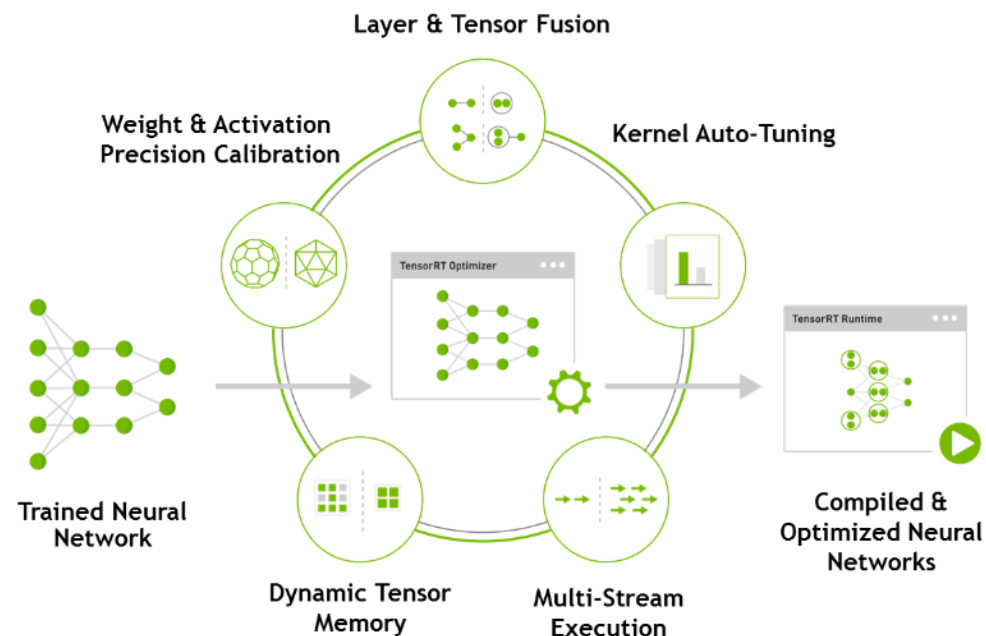 Layer & Tensor Fusion
Weight & Activation
Precision Calibration
Kernel Auto-Tuning
TensorRT Optimizer
TensorRT Runtime
Trained Neural
Network
Compiled &
Optimized Neural
Networks
Dynamic Tensor
Memory
Multi-Stream
Execution